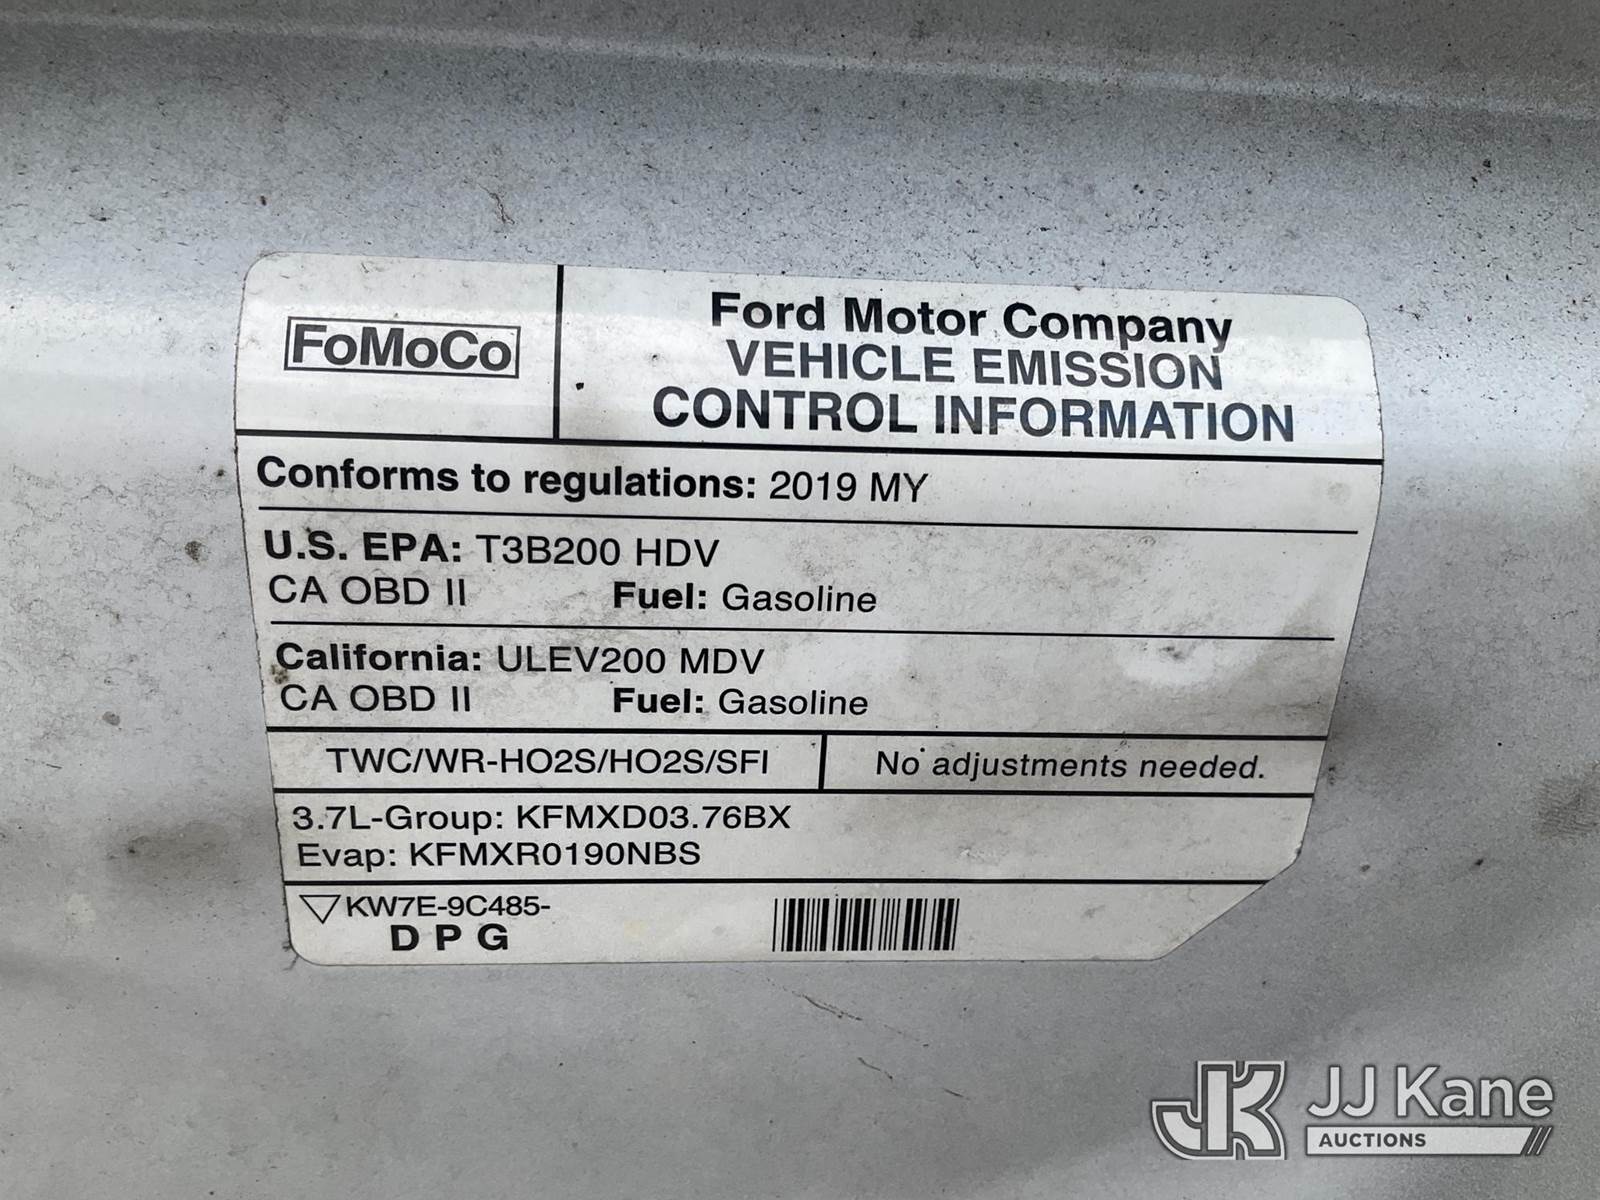 FoMoCo
Ford Motor Company
VEHICLE EMISSION
CONTROL INFORMATION
Conforms to regulations: 2019 MY
U.S. EPA: T3B200 HDV
CA OBD II Fuel: Gasoline
California: ULEV200 MDV
CA OBD II Fuel: Gasoline
TWC/WR-HO2S/HO2S/SFI
No adjustments needed.
3.7L-Group: KFMXD03.76BX
Evap: KFMXR0190NBS
KW7E-9C485-
D P G
JK JJ Kane
AUCTIONS